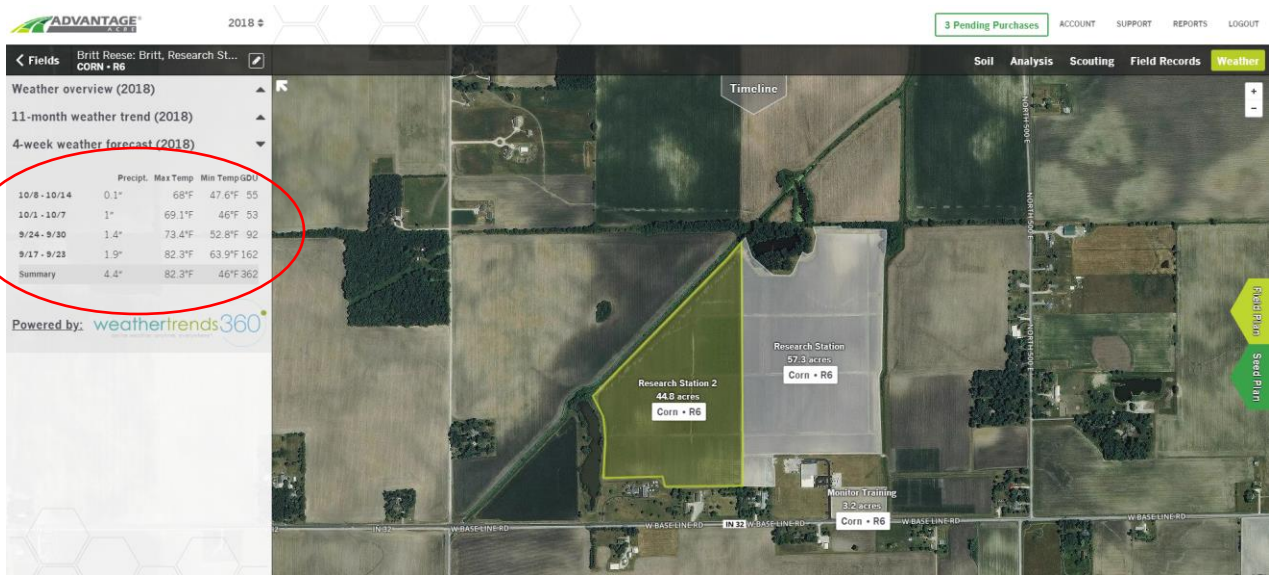 ADVANTAGE
ACRE
2018
3 Pending Purchases
ACCOUNT
SUPPORT
REPORTS
LOGOUT
Fields
Britt Reese: Britt, Research St...
CORN • R6
Soil
Analysis
Scouting
Field Records
Weather
Weather overview (2018)
11-month weather trend (2018)
4-week weather forecast (2018)
Precipt. Max Temp Min Temp GDU
10/8 - 10/14 0.1" 68°F 47.6°F 55
10/1 - 10/7 1" 69.1°F 46°F 53
9/24 - 9/30 1.4" 73.4°F 52.8°F 92
9/17 - 9/23 1.9" 82.3°F 63.9°F 162
Summary 4.4" 82.3°F 46°F 362
Powered by: weathertrends360°
Timeline
+
-
NORTH 500 E
NORTH 500 E
NORTH 500 E
Research Station
57.3 acres
Corn • R6
Research Station 2
44.8 acres
Corn • R6
Monitor Training
3.2 acres
Corn • R6
Field Plan
Seed Plan
IN 32
W BASE LINE RD
W BASE LINE RD
IN 32
W BASE LINE RD
W BASE LINE RD
W BASE LINE RD